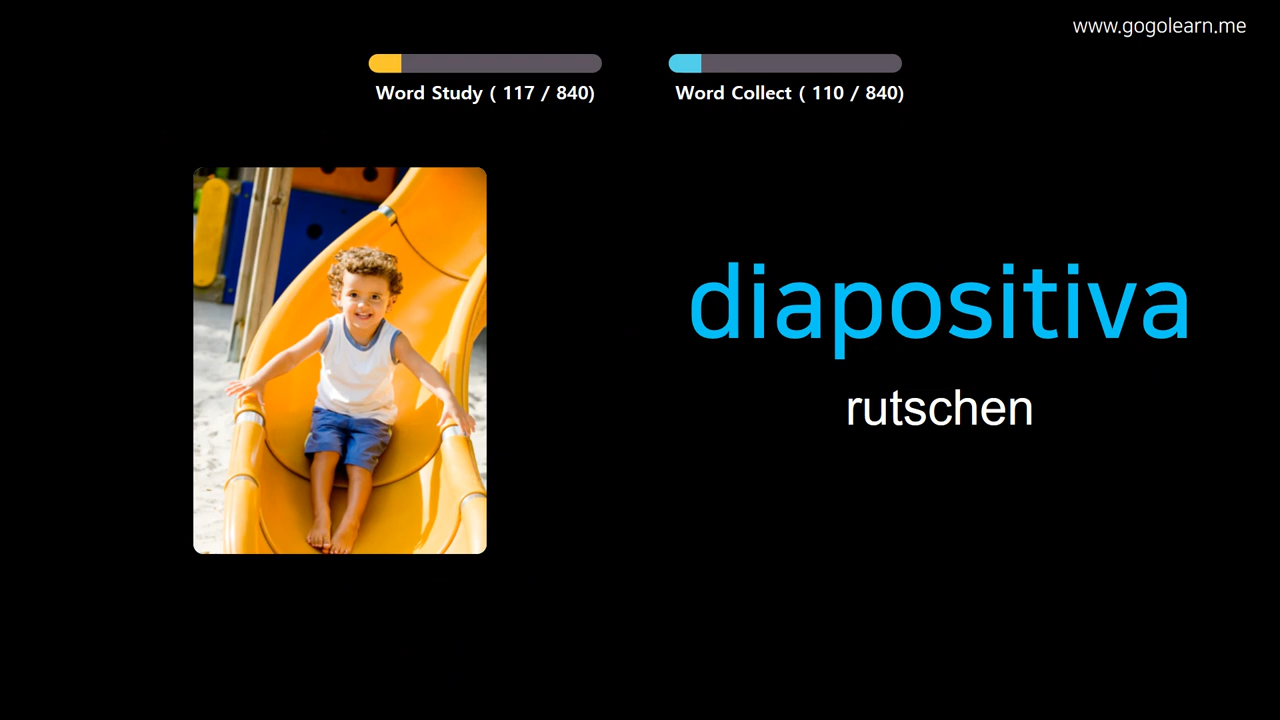 www.gogolearn.me
Word Study ( 117 / 840)
Word Collect ( 110 / 840)
diapositiva
rutschen